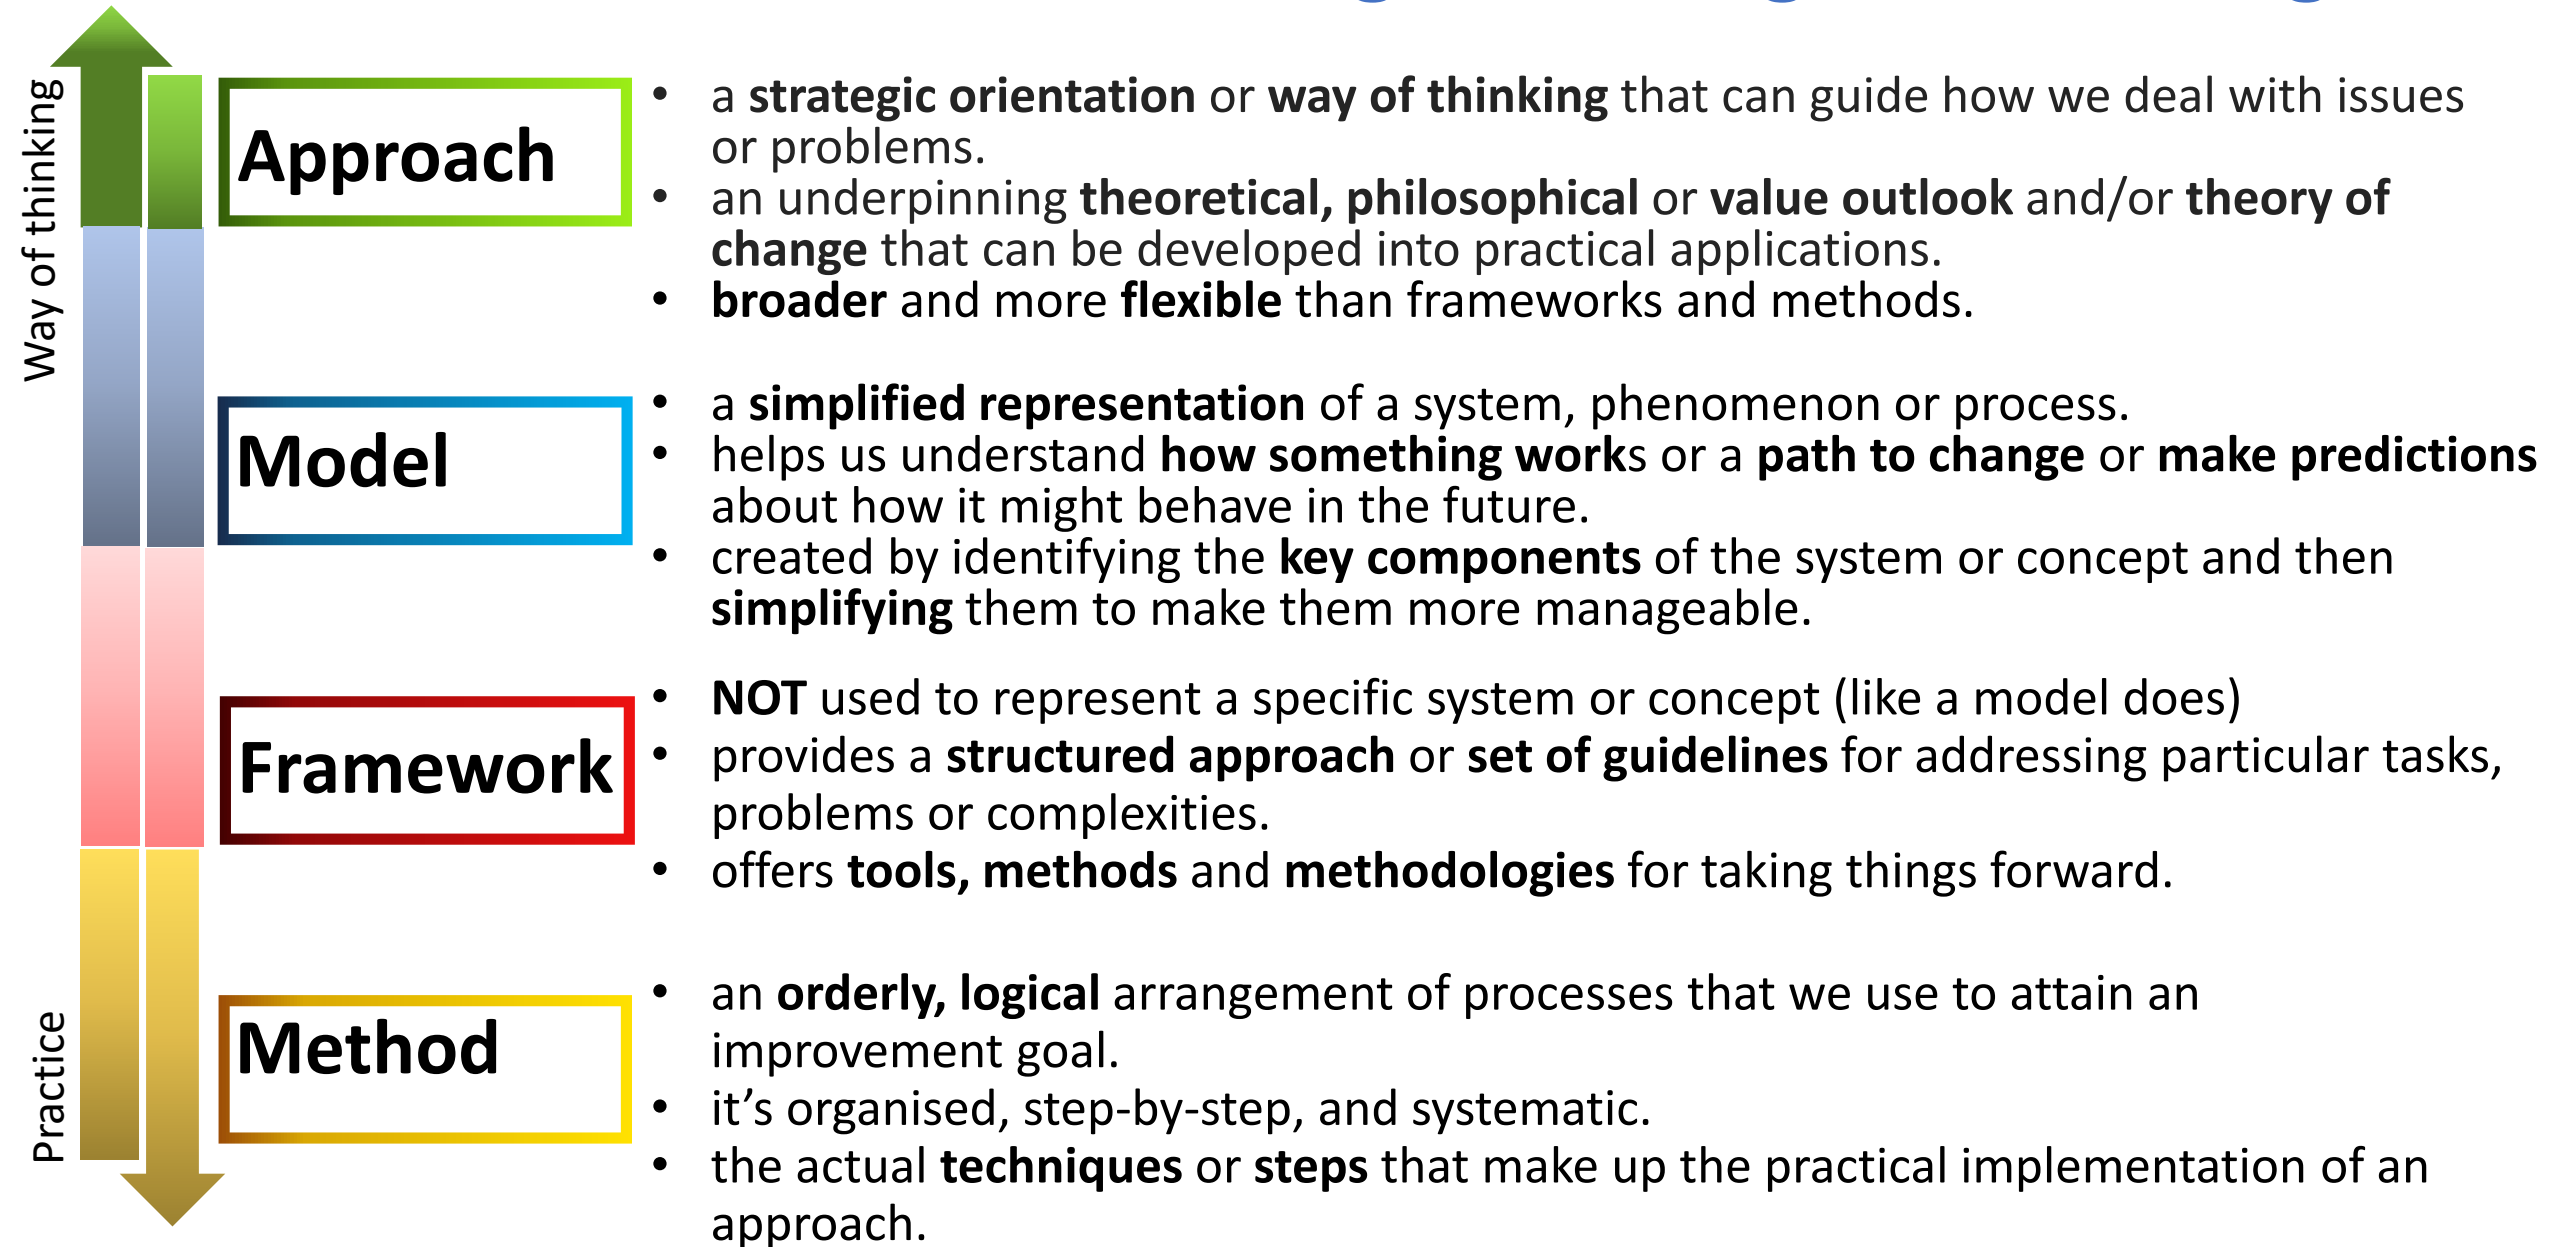 Way of thinking
Approach
• a strategic orientation or way of thinking that can guide how we deal with issues
or problems.
• an underpinning theoretical, philosophical or value outlook and/or theory of
change that can be developed into practical applications.
• broader and more flexible than frameworks and methods.
Model
• a simplified representation of a system, phenomenon or process.
• helps us understand how something works or a path to change or make predictions
about how it might behave in the future.
• created by identifying the key components of the system or concept and then
simplifying them to make them more manageable.
Framework
• NOT used to represent a specific system or concept (like a model does)
• provides a structured approach or set of guidelines for addressing particular tasks,
problems or complexities.
• offers tools, methods and methodologies for taking things forward.
Practice
Method
• an orderly, logical arrangement of processes that we use to attain an
improvement goal.
• it’s organised, step-by-step, and systematic.
• the actual techniques or steps that make up the practical implementation of an
approach.